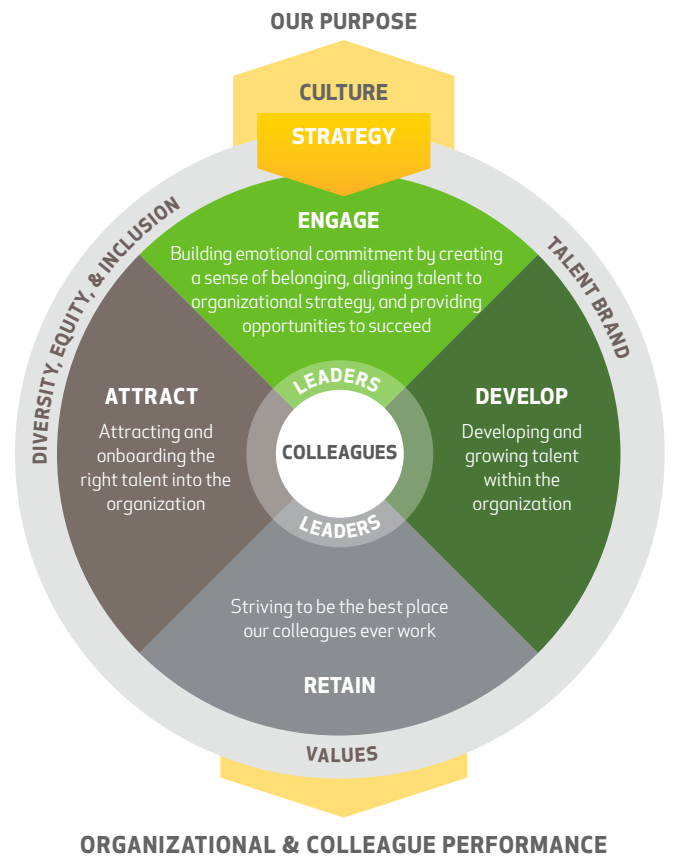 OUR PURPOSE
CULTURE
STRATEGY
DIVERSITY, EQUITY, & INCLUSION
TALENT BRAND
ENGAGE
Building emotional commitment by creating
a sense of belonging, aligning talent to
organizational strategy, and providing
opportunities to succeed
ATTRACT
Attracting and
onboarding the
right talent into the
organization
LEADERS
COLLEAGUES
LEADERS
DEVELOP
Developing and
growing talent
within the
organization
Striving to be the best place
our colleagues ever work
RETAIN
VALUES
ORGANIZATIONAL & COLLEAGUE PERFORMANCE